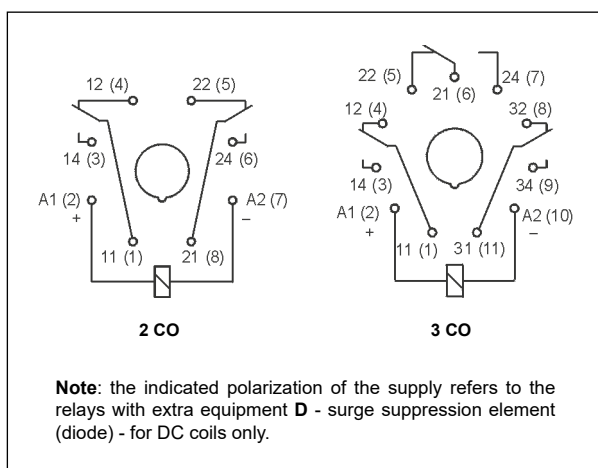 12 (4) 22 (5)
14 (3) 24 (6)
A1 (2) A2 (7)
+ –
11 (1) 21 (8)
2 CO
22 (5) 21 (6) 24 (7)
12 (4) 32 (8)
14 (3) 34 (9)
A1 (2) A2 (10)
+ –
11 (1) 31 (11)
3 CO
Note: the indicated polarization of the supply refers to the
relays with extra equipment D - surge suppression element
(diode) - for DC coils only.